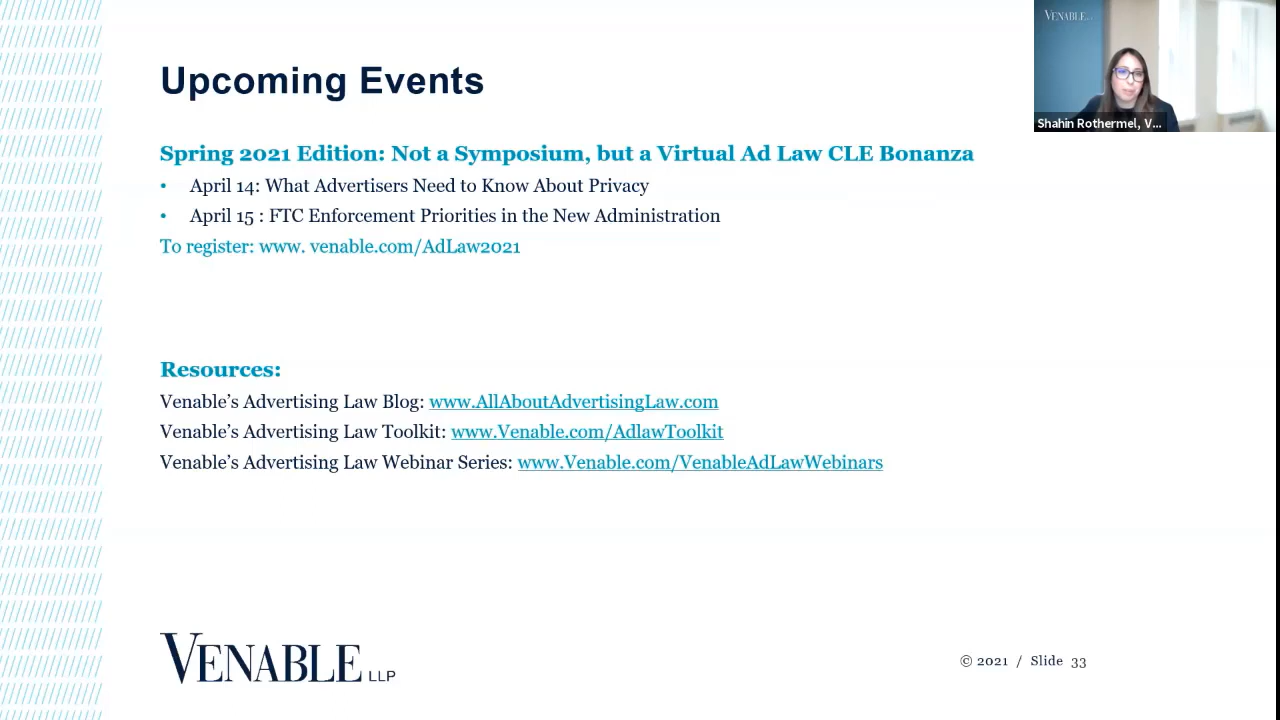 VENABLE
Upcoming Events
Shahin Rothermel, V...
Spring 2021 Edition: Not a Symposium, but a Virtual Ad Law CLE Bonanza
• April 14: What Advertisers Need to Know About Privacy
• April 15 : FTC Enforcement Priorities in the New Administration
To register: www. venable.com/AdLaw2021
Resources:
Venable’s Advertising Law Blog: www.AllAboutAdvertisingLaw.com
Venable’s Advertising Law Toolkit: www.Venable.com/AdlawToolkit
Venable’s Advertising Law Webinar Series: www.Venable.com/VenableAdLawWebinars
VENABLE LLP
© 2021 / Slide 33